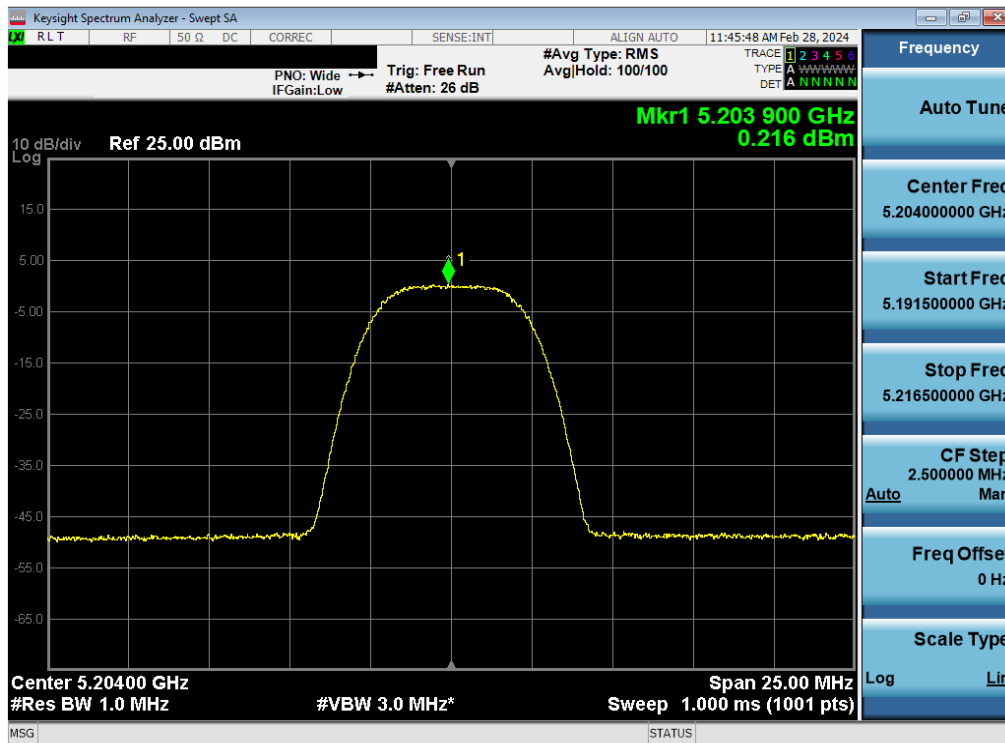 Keysight Spectrum Analyzer - Swept SA
LXI RLT RF 50 Ω DC CORREC SENSE:INT ALIGN AUTO 11:45:48 AM Feb 28, 2024
PNO: Wide Trig: Free Run #Avg Type: RMS TRACE 1 2 3 4 5 6
IFGain:Low #Atten: 26 dB Avg|Hold: 100/100 TYPE A WWWWW
DET A N N N N N
Mkr1 5.203 900 GHz
0.216 dBm
10 dB/div Ref 25.00 dBm
Log
15.0
5.00
1
-5.00
-15.0
-25.0
-35.0
-45.0
-55.0
-65.0
Center 5.20400 GHz Span 25.00 MHz
#Res BW 1.0 MHz #VBW 3.0 MHz* Sweep 1.000 ms (1001 pts)
MSG STATUS
Frequency
Auto Tune
Center Freq
5.204000000 GHz
Start Freq
5.191500000 GHz
Stop Freq
5.216500000 GHz
CF Step
2.500000 MHz
Auto Man
Freq Offset
0 Hz
Scale Type
Log Lin